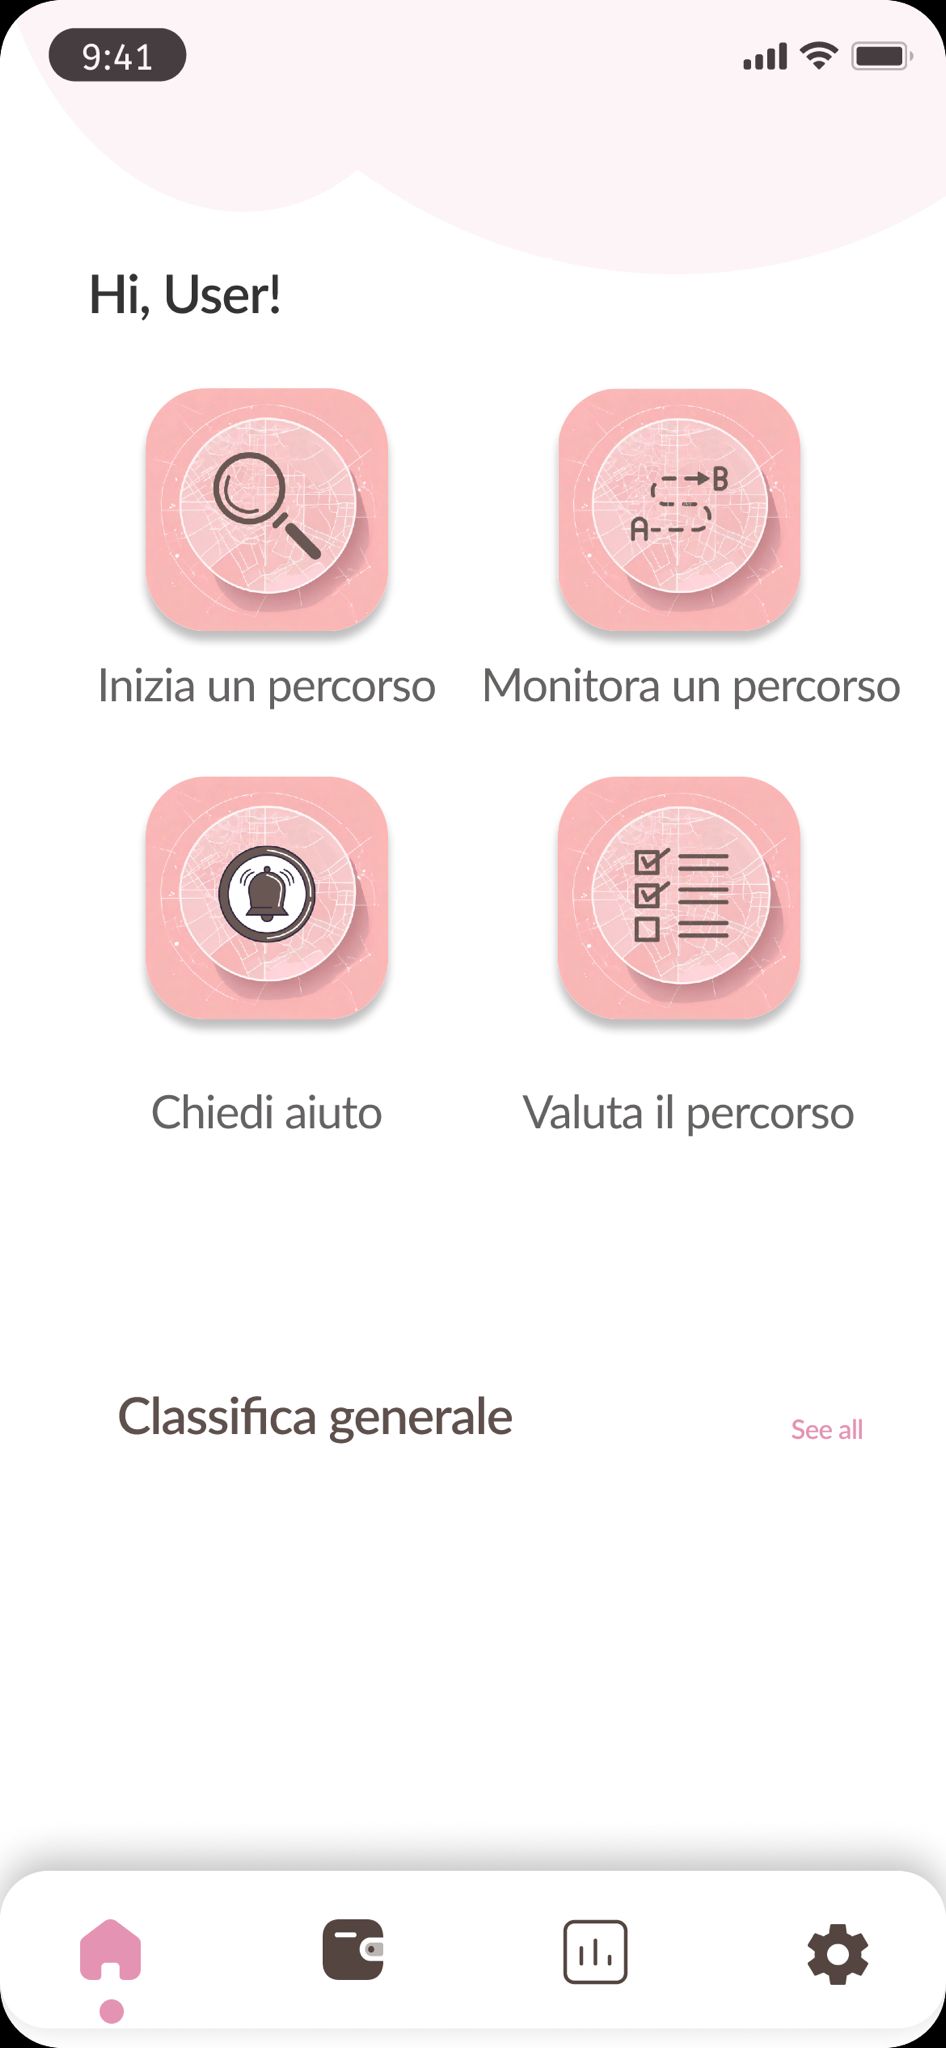 9:41
Hi, User!
B
A
Inizia un percorso
Monitora un percorso
Chiedi aiuto
Valuta il percorso
Classifica generale
See all